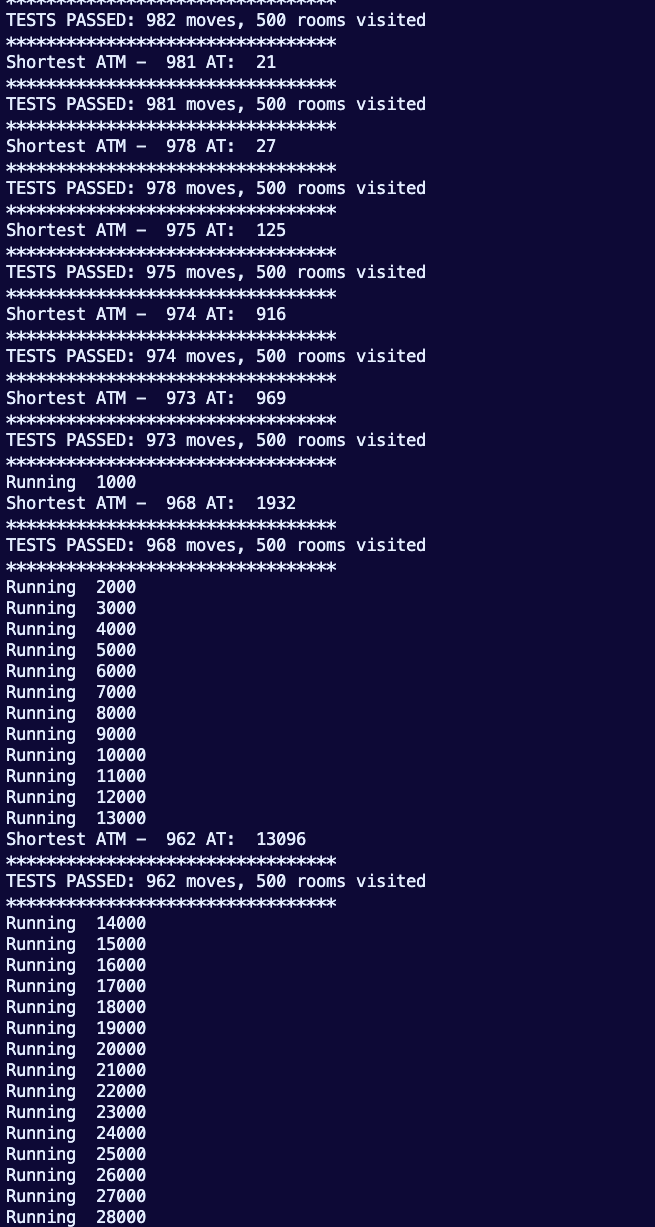 *********************************
TESTS PASSED: 982 moves, 500 rooms visited
*********************************
Shortest ATM –  981 AT:  21
*********************************
TESTS PASSED: 981 moves, 500 rooms visited
*********************************
Shortest ATM –  978 AT:  27
*********************************
TESTS PASSED: 978 moves, 500 rooms visited
*********************************
Shortest ATM –  975 AT:  125
*********************************
TESTS PASSED: 975 moves, 500 rooms visited
*********************************
Shortest ATM –  974 AT:  916
*********************************
TESTS PASSED: 974 moves, 500 rooms visited
*********************************
Shortest ATM –  973 AT:  969
*********************************
TESTS PASSED: 973 moves, 500 rooms visited
*********************************
Running  1000
Shortest ATM –  968 AT:  1932
*********************************
TESTS PASSED: 968 moves, 500 rooms visited
*********************************
Running  2000
Running  3000
Running  4000
Running  5000
Running  6000
Running  7000
Running  8000
Running  9000
Running  10000
Running  11000
Running  12000
Running  13000
Shortest ATM –  962 AT:  13096
*********************************
TESTS PASSED: 962 moves, 500 rooms visited
*********************************
Running  14000
Running  15000
Running  16000
Running  17000
Running  18000
Running  19000
Running  20000
Running  21000
Running  22000
Running  23000
Running  24000
Running  25000
Running  26000
Running  27000
Running  28000